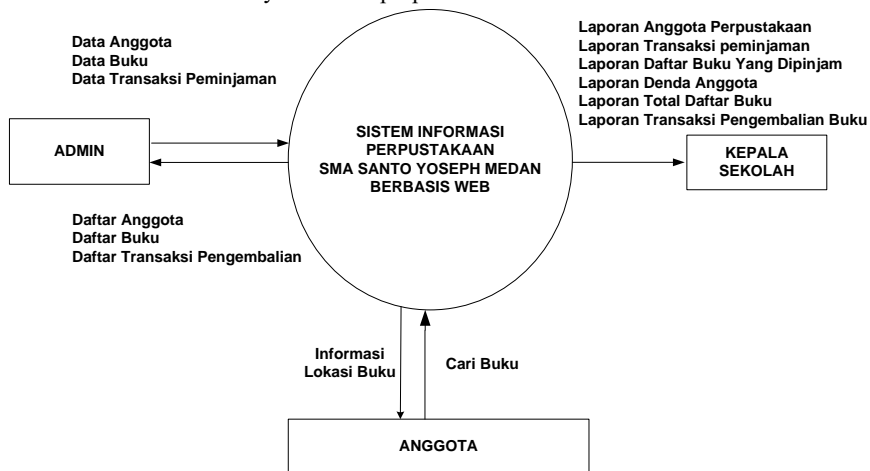 Data Anggota
Data Buku
Data Transaksi Peminjaman
Laporan Anggota Perpustakaan
Laporan Transaksi peminjaman
Laporan Daftar Buku Yang Dipinjam
Laporan Denda Anggota
Laporan Total Daftar Buku
Laporan Transaksi Pengembalian Buku
ADMIN
SISTEM INFORMASI
PERPUSTAKAAN
SMA SANTO YOSEPH MEDAN
BERBASIS WEB
KEPALA
SEKOLAH
Daftar Anggota
Daftar Buku
Daftar Transaksi Pengembalian
Informasi
Lokasi Buku
Cari Buku
ANGGOTA